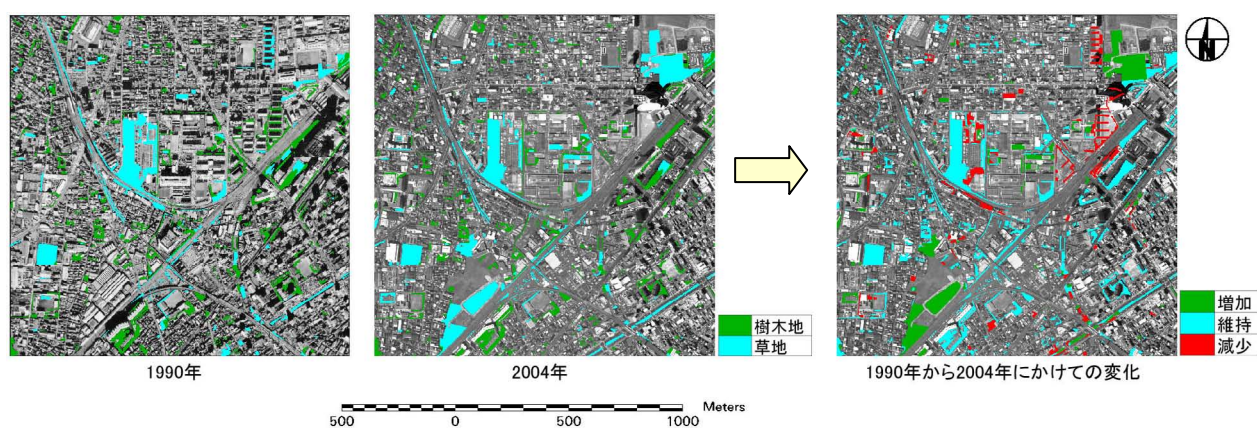 樹木地
草地
増加
維持
減少
1990年
2004年
1990年から2004年にかけての変化
N
500 0 500 1000 Meters